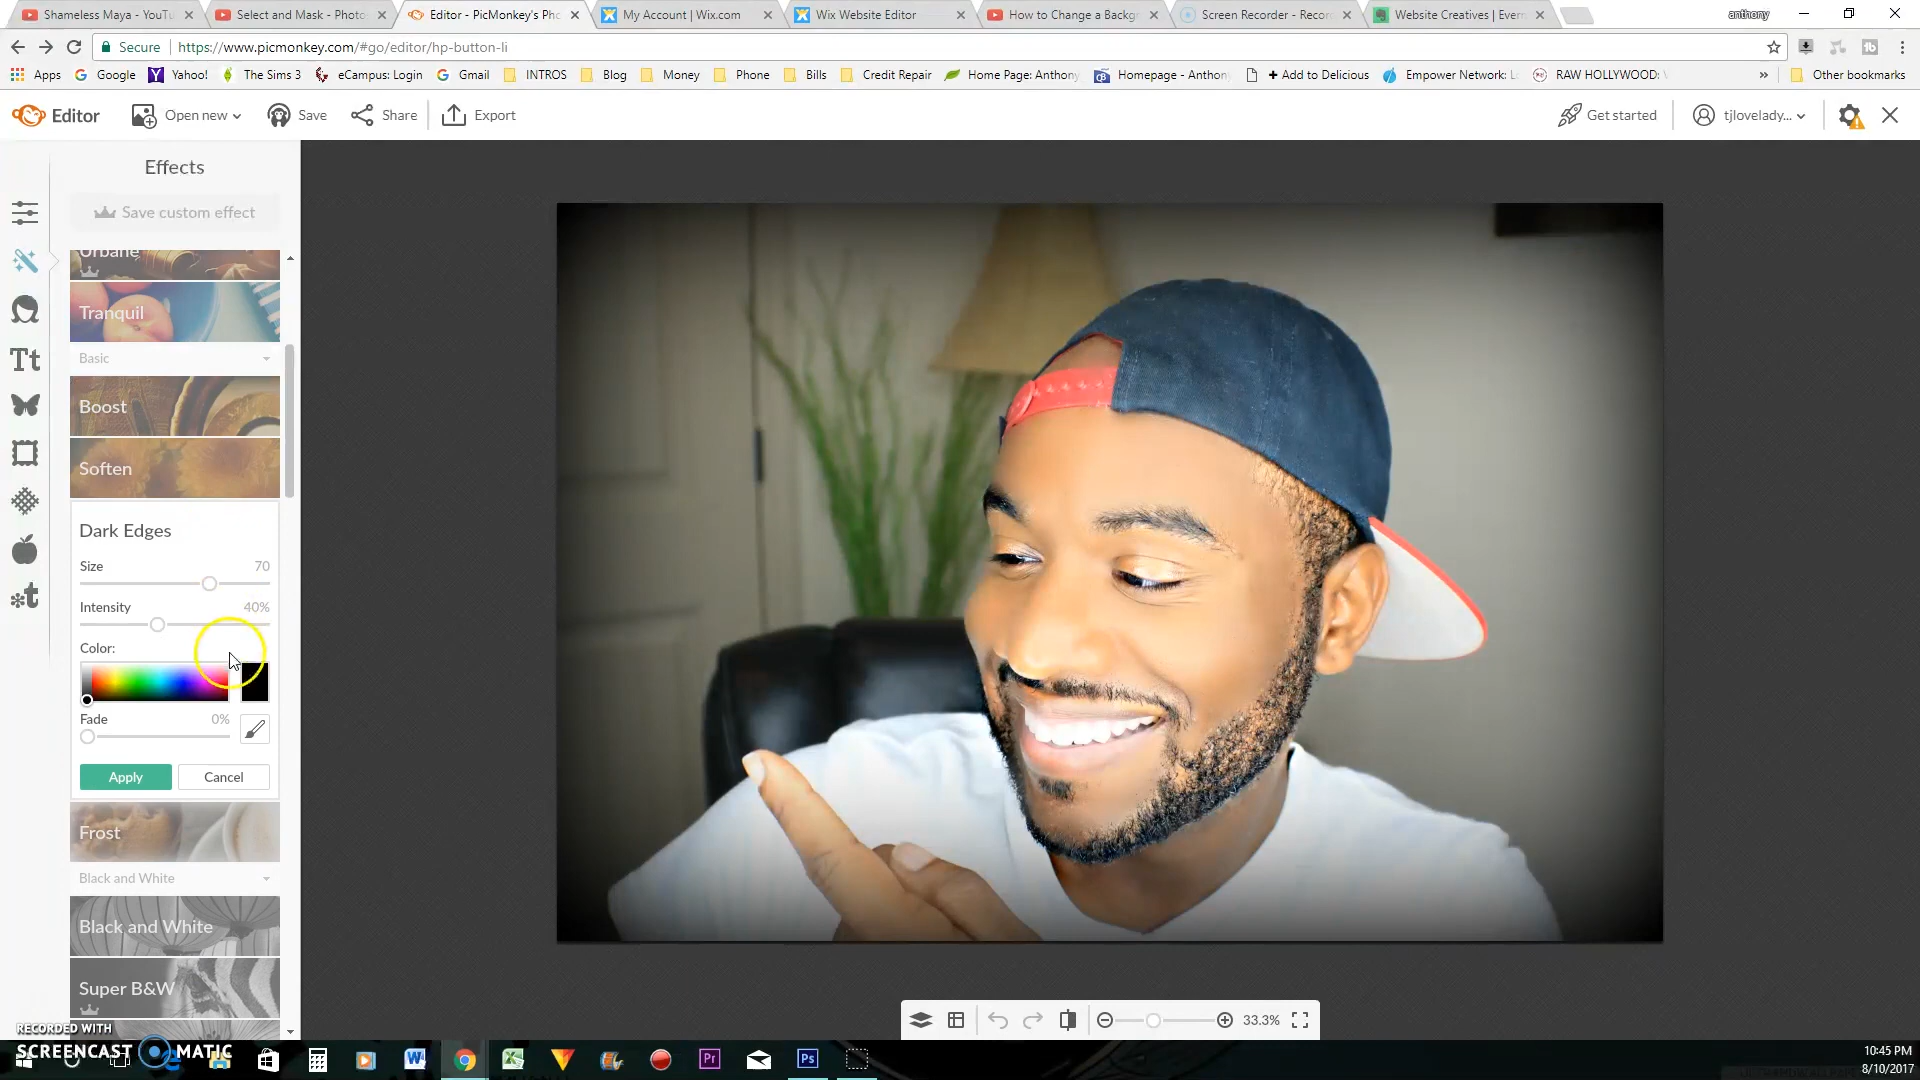 Shameless Maya - YouTu
Select and Mask - Photo
Editor - PicMonkey's Pho
My Account | Wix.com
Wix Website Editor
How to Change a Backg
Screen Recorder - Recor
Website Creatives | Ever
anthony
Secure
https://www.picmonkey.com/#go/editor/hp-button-li
Apps
Google
Yahoo!
The Sims 3
eCampus: Login
Gmail
INTROS
Blog
Money
Phone
Bills
Credit Repair
Home Page: Anthony
Homepage - Anthon
+ Add to Delicious
Empower Network: L
RAW HOLLYWOOD:
»
Other bookmarks
Editor
Open new
Save
Share
Export
Get started
tjlovelady...
Effects
Save custom effect
Urbane
Tranquil
Basic
Boost
Soften
Dark Edges
Size 70
Intensity 40%
Color:
Fade 0%
Apply Cancel
Frost
Black and White
Black and White
Super B&W
33.3%
RECORDED WITH
SCREENCAST MATIC
10:45 PM
8/10/2017